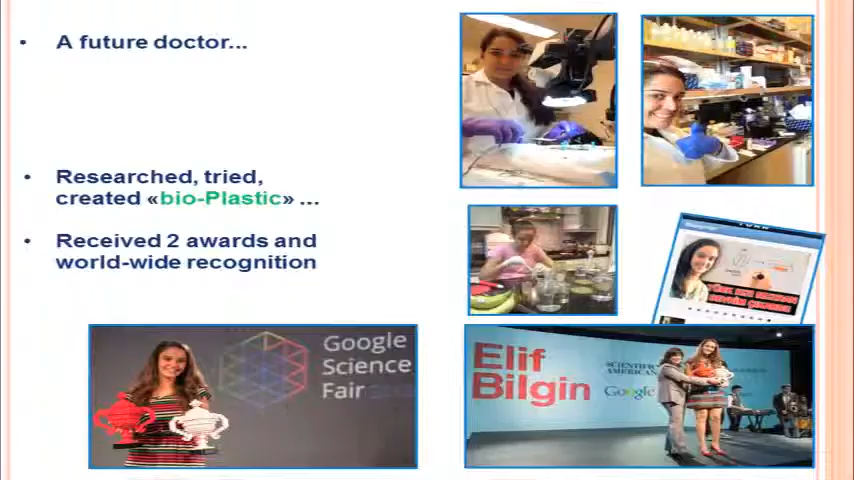 • A future doctor...
• Researched, tried,
created «bio-Plastic» ...
• Received 2 awards and
world-wide recognition
Google
Science
Fair
Elif
Bilgin
SCIENTIFIC
AMERICAN
Google